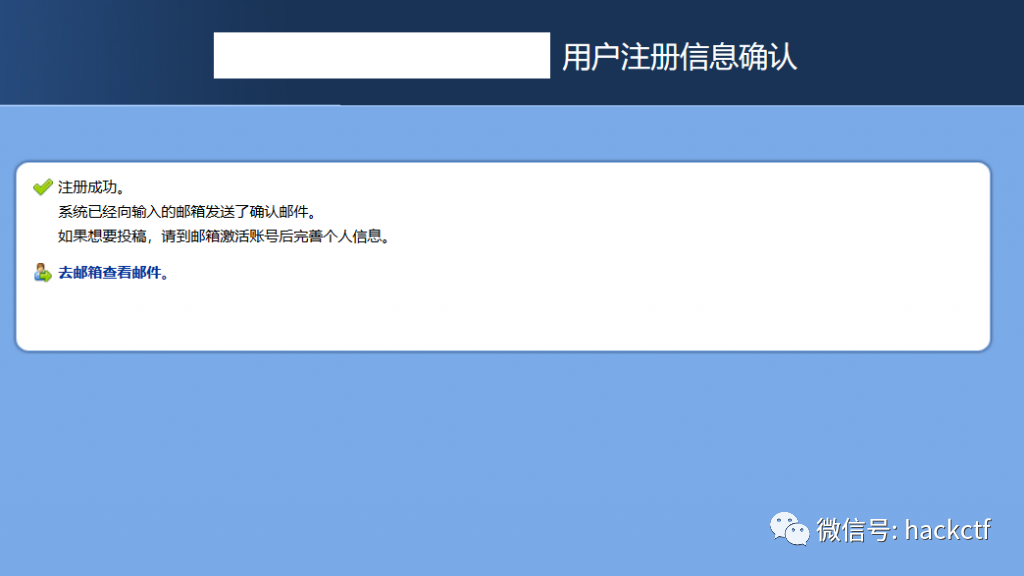 用户注册信息确认
注册成功。
系统已经向输入的邮箱发送了确认邮件。
如果想要投稿，请到邮箱激活账号后完善个人信息。
去邮箱查看邮件。
微信号: hackctf